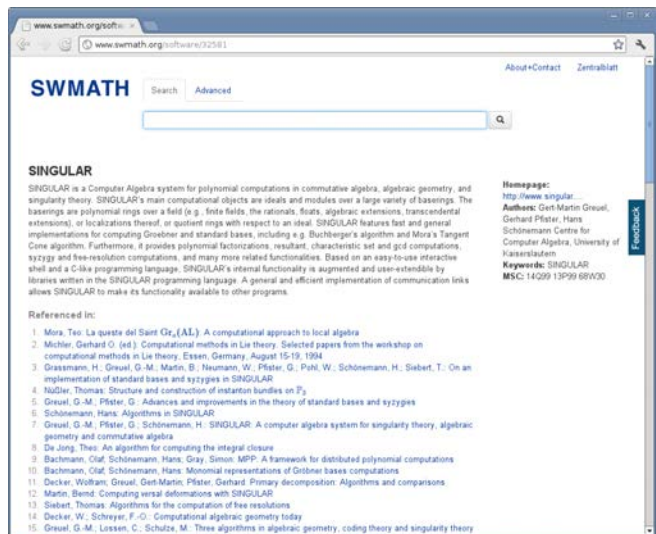 www.swmath.org/softw
www.swmath.org/software/32581
About+Contact Zentralblatt
SWMATH Search Advanced
SINGULAR
SINGULAR is a Computer Algebra system for polynomial computations in commutative algebra, algebraic geometry, and
singularity theory. SINGULAR's main computational objects are ideals and modules over a large variety of baserings. The
baserings are polynomial rings over a field (e.g., finite fields, the rationals, floats, algebraic extensions, transcendental
extensions), or localizations thereof, or quotient rings with respect to an ideal. SINGULAR features fast and general
implementations for computing Groebner and standard bases, including e.g. Buchberger's algorithm and Mora's Tangent
Cone algorithm. Furthermore, it provides polynomial factorizations, resultant, characteristic set and gcd computations,
syzygy and free-resolution computations, and many more related functionalities. Based on an easy-to-use interactive
shell and a C-like programming language, SINGULAR's internal functionality is augmented and user-extendible by
libraries written in the SINGULAR programming language. A general and efficient implementation of communication links
allows SINGULAR to make its functionality available to other programs.
Homepage:
http://www.singular....
Authors: Gert-Martin Greuel,
Gerhard Pfister, Hans
Schönemann Centre for
Computer Algebra, University of
Kaiserslautern
Keywords: SINGULAR
MSC: 14Q99 13P99 68W30
Feedback
Referenced in:
1. Mora, Teo: La queste del Saint Gr_a(AL): A computational approach to local algebra
2. Michler, Gerhard O. (ed.): Computational methods in Lie theory. Selected papers from the workshop on
computational methods in Lie theory, Essen, Germany, August 15-19, 1994
3. Grassmann, H.; Greuel, G.-M.; Martin, B.; Neumann, W.; Pfister, G.; Pohl, W.; Schönemann, H.; Siebert, T.: On an
implementation of standard bases and syzygies in SINGULAR
4. Nüßler, Thomas: Structure and construction of instanton bundles on P_3
5. Greuel, G.-M.; Pfister, G.: Advances and improvements in the theory of standard bases and syzygies
6. Schönemann, Hans: Algorithms in SINGULAR
7. Greuel, G.-M.; Pfister, G.; Schönemann, H.: SINGULAR: A computer algebra system for singularity theory, algebraic
geometry and commutative algebra
8. De Jong, Theo: An algorithm for computing the integral closure
9. Bachmann, Olaf; Schönemann, Hans; Gray, Simon: MPP: A framework for distributed polynomial computations
10. Bachmann, Olaf; Schönemann, Hans: Monomial representations of Gröbner bases computations
11. Decker, Wolfram; Greuel, Gert-Martin; Pfister, Gerhard: Primary decomposition: Algorithms and comparisons
12. Martin, Bernd: Computing versal deformations with SINGULAR
13. Siebert, Thomas: Algorithms for the computation of free resolutions
14. Decker, W.; Schreyer, F.-O.: Computational algebraic geometry today
15. Greuel, G.-M.; Lossen, C.; Schulze, M.: Three algorithms in algebraic geometry, coding theory and singularity theory